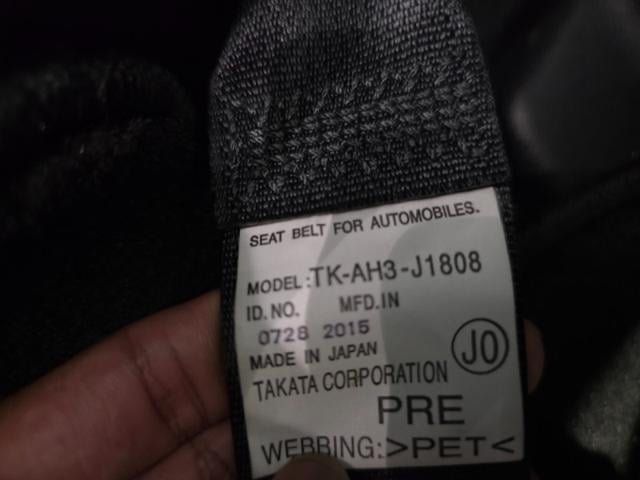 SEAT BELT FOR AUTOMOBILES.
MODEL:TK-AH3-J1808
ID.NO. MFD.IN
0728 2015
MADE IN JAPAN
JO
TAKATA CORPORATION
PRE
WEBBING:>PET<